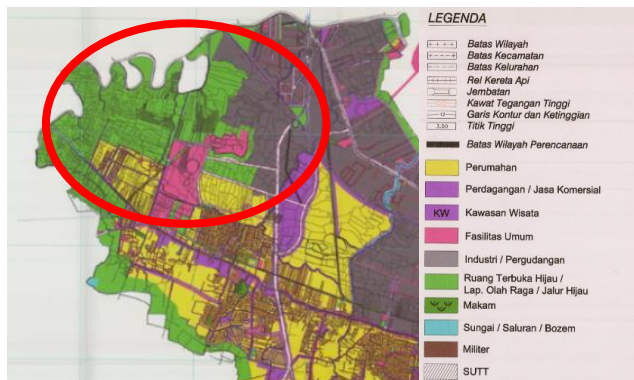 LEGENDA
Batas Wilayah
Batas Kecamatan
Batas Kelurahan
Rel Kereta Api
Jembatan
Kawat Tegangan Tinggi
12 Garis Kontur dan Ketinggian
3.50 Titik Tinggi
Batas Wilayah Perencanaan
Perumahan
Perdagangan / Jasa Komersial
KW Kawasan Wisata
Fasilitas Umum
Industri / Pergudangan
Ruang Terbuka Hijau /
Lap. Olah Raga / Jalur Hijau
Makam
Sungai / Saluran / Bozem
Militer
SUTT